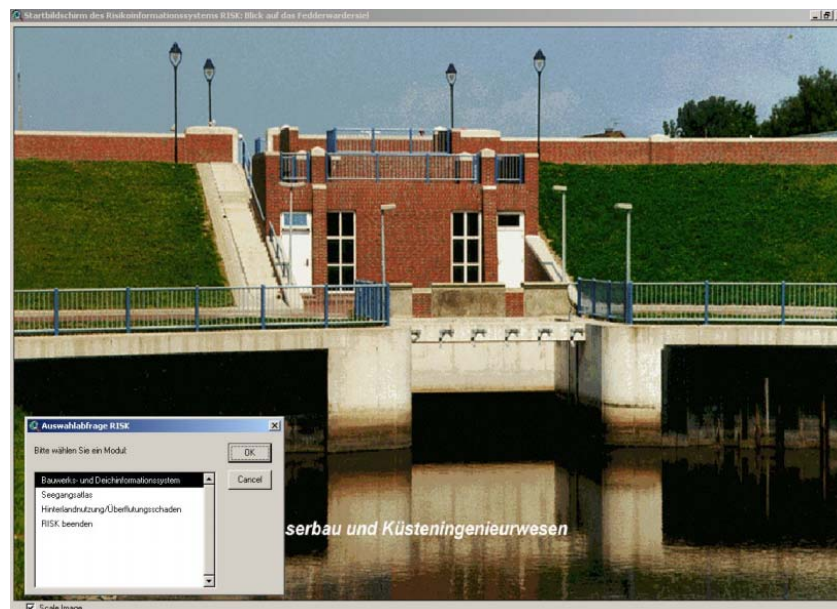 Startbildschirm des Risikoinformationssystems RISK: Blick auf das Fedderwardersiel
Auswahlabfrage RISK
Bitte wählen Sie ein Modul:
OK
Bauwerks- und Deichinformationssystem
Cancel
Seegangsatlas
Hinterlandnutzung/Überflutungsschaden
RISK beenden
serbau und Küsteningenieurwesen
Scale Image